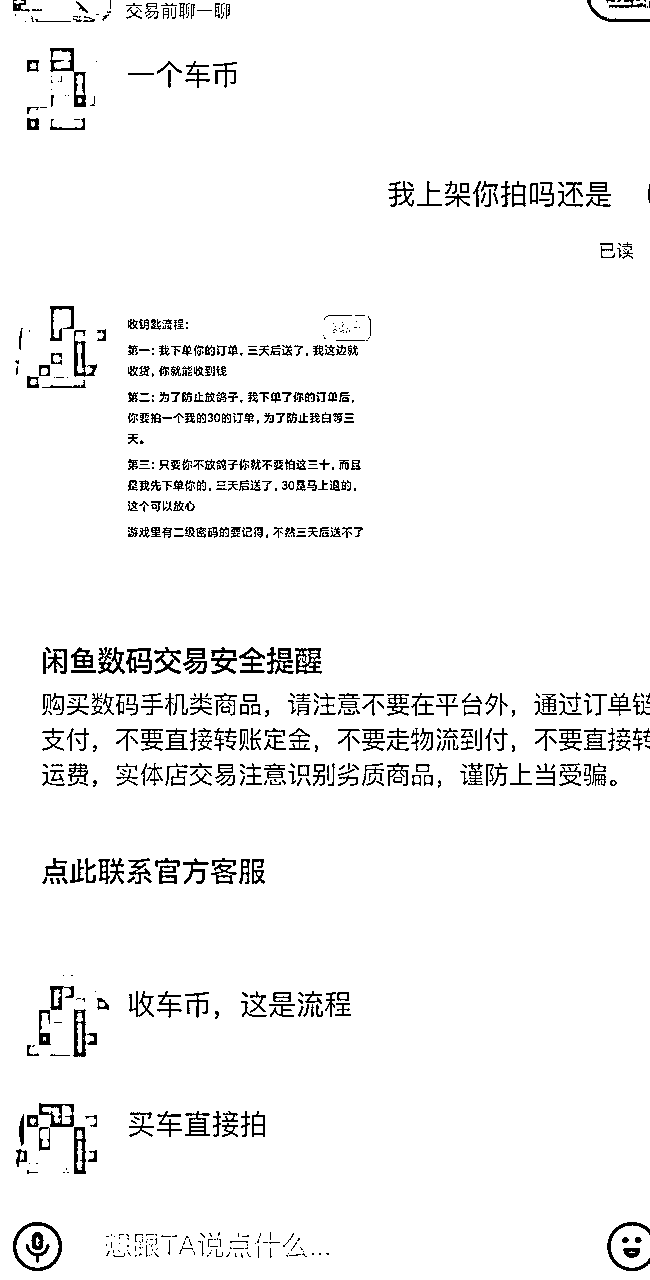 交易前聊一聊
一个车币
我上架你拍吗还是
已读
收钥匙流程：
第一：我下单你的订单，三天后送了，我这边就
收货，你就能收到钱
第二：为了防止放鸽子，我下单了你的订单后，
你要拍一个我的30的订单，为了防止我白等三
天。
第三：只要你不放鸽子你就不要怕这三十，而且
是我先下单你的，三天后送了，30是马上退的，
这个可以放心
游戏里有二级密码的要记得，不然三天后送不了
闲鱼数码交易安全提醒
购买数码手机类商品，请注意不要在平台外，通过订单链
支付，不要直接转账定金，不要走物流到付，不要直接转
运费，实体店交易注意识别劣质商品，谨防上当受骗。
点此联系官方客服
收车币，这是流程
买车直接拍
想跟TA说点什么...